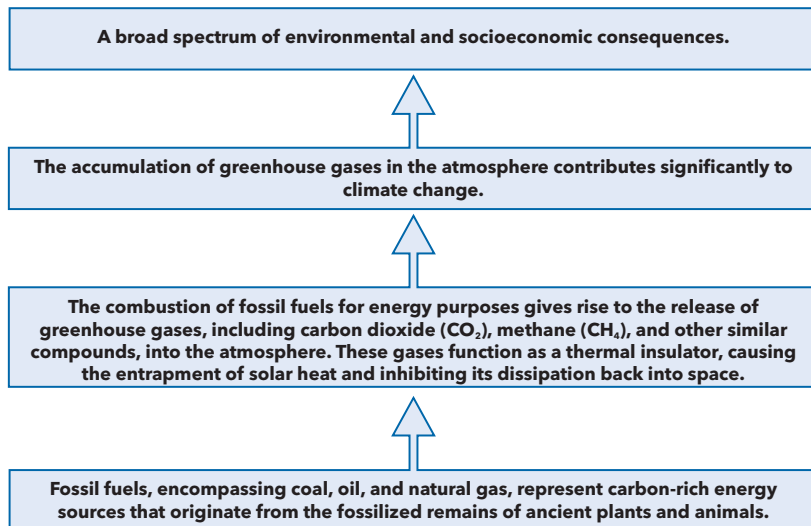 A broad spectrum of environmental and socioeconomic consequences.
The accumulation of greenhouse gases in the atmosphere contributes significantly to
climate change.
The combustion of fossil fuels for energy purposes gives rise to the release of
greenhouse gases, including carbon dioxide (CO₂), methane (CH₄), and other similar
compounds, into the atmosphere. These gases function as a thermal insulator, causing
the entrapment of solar heat and inhibiting its dissipation back into space.
Fossil fuels, encompassing coal, oil, and natural gas, represent carbon-rich energy
sources that originate from the fossilized remains of ancient plants and animals.